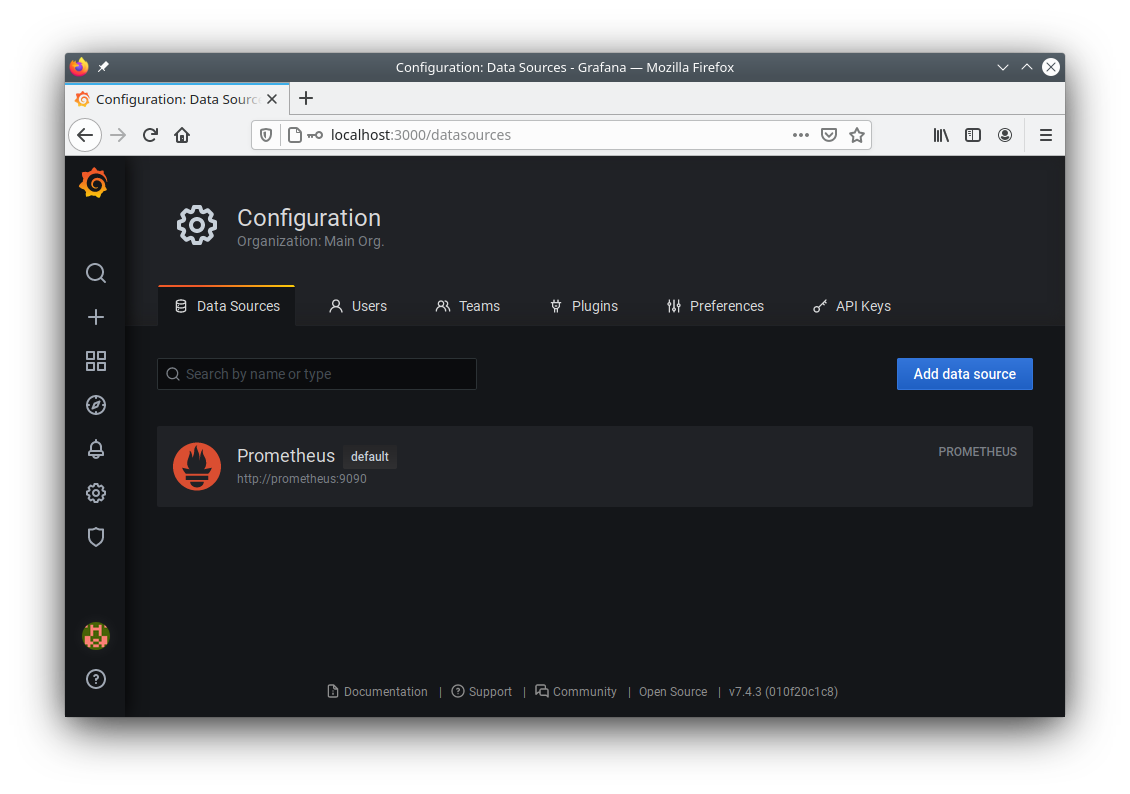 Configuration: Data Sources - Grafana — Mozilla Firefox
Configuration: Data Sourc
localhost:3000/datasources
Configuration
Organization: Main Org.
Data Sources Users Teams Plugins Preferences API Keys
Search by name or type Add data source
Prometheus default PROMETHEUS
http://prometheus:9090
Documentation | Support | Community | Open Source | v7.4.3 (010f20c1c8)